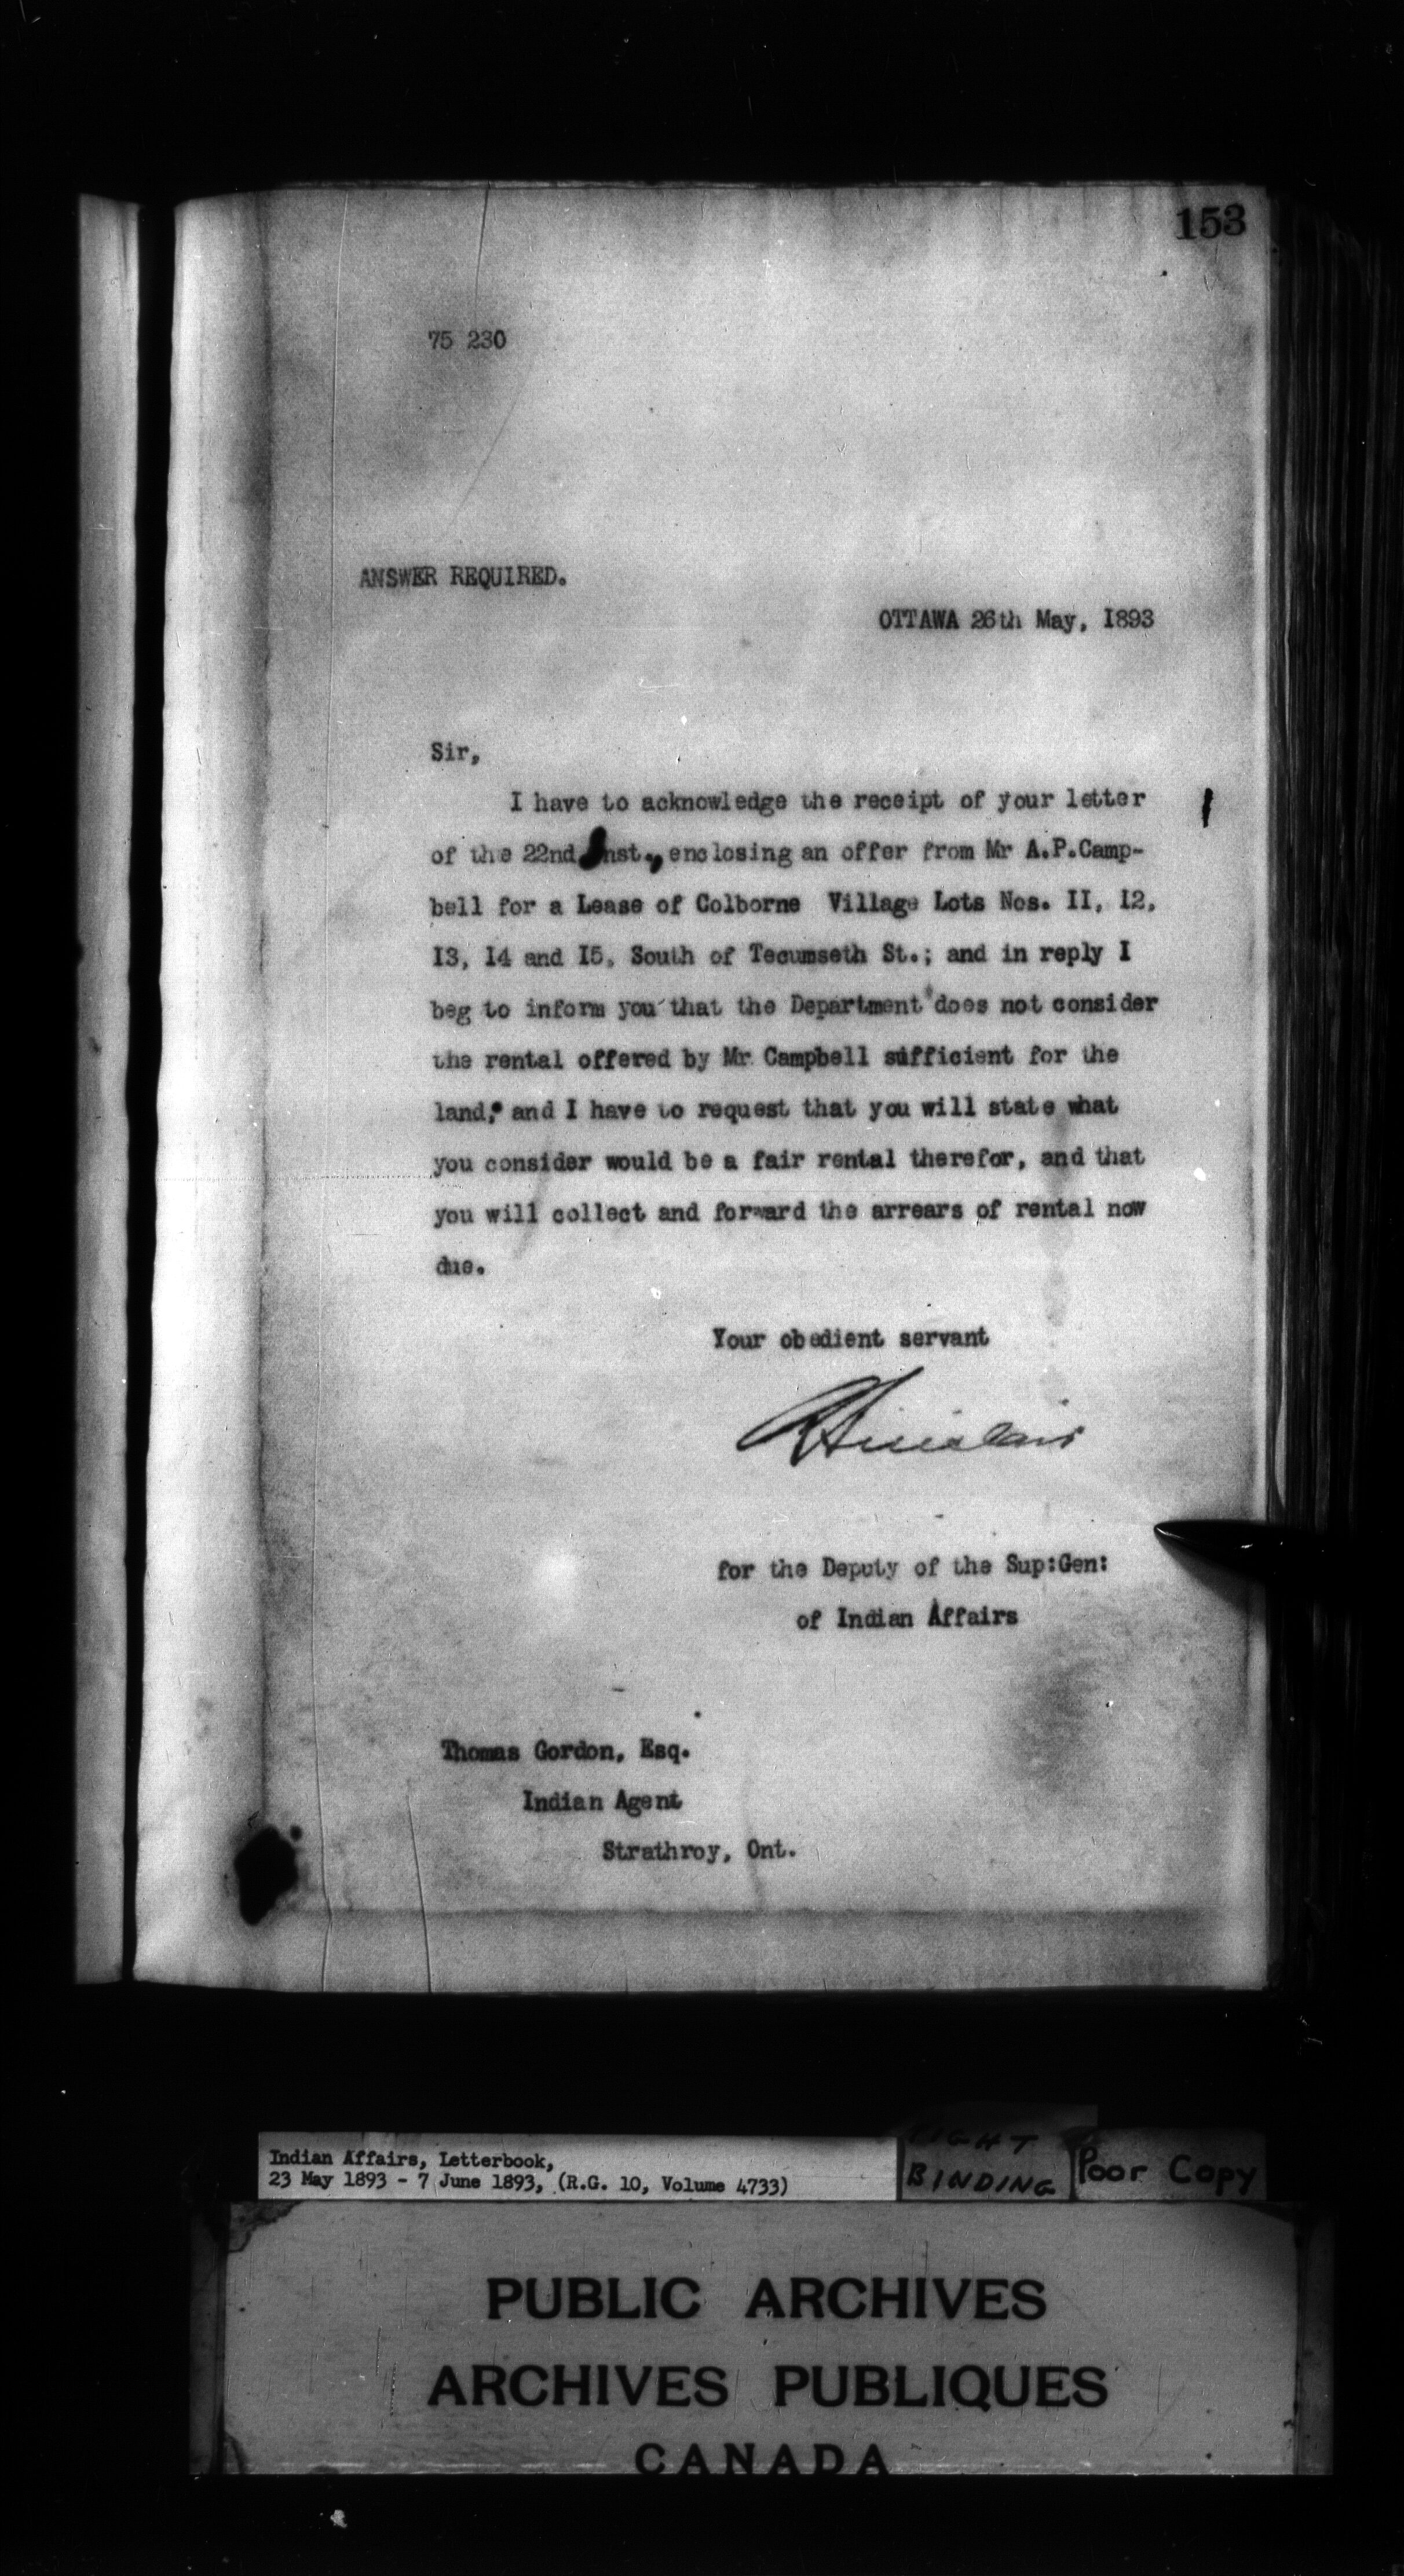 153
75 230
ANSWER REQUIRED.
OTTAWA 26th May, I893
Sir,
I have to acknowledge the receipt of your letter
of the 22nd inst., enclosing an offer from Mr A.P.Camp-
bell for a Lease of Colborne Village Lots Nos. II, I2,
I3, I4 and I5, South of Tecumseth St.; and in reply I
beg to inform you that the Department does not consider
the rental offered by Mr. Campbell sufficient for the
land, and I have to request that you will state what
you consider would be a fair rental therefor, and that
you will collect and forward the arrears of rental now
due.
Your obedient servant
for the Deputy of the Sup:Gen:
of Indian Affairs
Thomas Gordon, Esq.
Indian Agent
Strathroy, Ont.
Indian Affairs, Letterbook,
23 May 1893 - 7 June 1893, (R.G. 10, Volume 4733)
BINDING
Poor Copy
PUBLIC ARCHIVES
ARCHIVES PUBLIQUES
CANADA